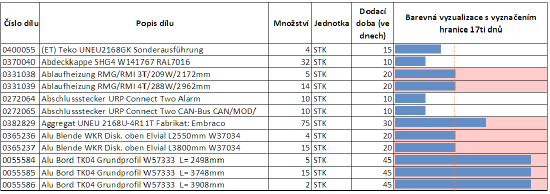 Číslo dílu Popis dílu Množství Jednotka Dodací doba (ve dnech) Barevná vyzualizace s vyznačením hranice 17ti dnů
0400055 (ET) Teko UNEU2168GK Sonderausführung 4 STK 15
0370040 Abdeckkappe SHG4 W141767 RAL7016 32 STK 10
0331038 Ablaufheizung RMG/RMI 3T/209W/2172mm 5 STK 20
0331039 Ablaufheizung RMG/RMI 4T/288W/2962mm 14 STK 20
0272064 Abschlussstecker URP Connect Two Alarm 10 STK 10
0272065 Abschlussstecker URP Connect Two CAN-Bus CAN/MOD/ 10 STK 10
0382829 Aggregat UNEU 2168U-4R11T Fabrikat: Embraco 75 STK 30
0365236 Alu Blende WKR Disk. oben Elvial L2550mm W37034 4 STK 20
0365237 Alu Blende WKR Disk. oben Elvial L3800mm W37034 15 STK 20
0055584 Alu Bord TK04 Grundprofil W57333 L= 2498mm 5 STK 45
0055585 Alu Bord TK04 Grundprofil W57333 L= 3748mm 15 STK 45
0055586 Alu Bord TK04 Grundprofil W57333 L= 3908mm 2 STK 45